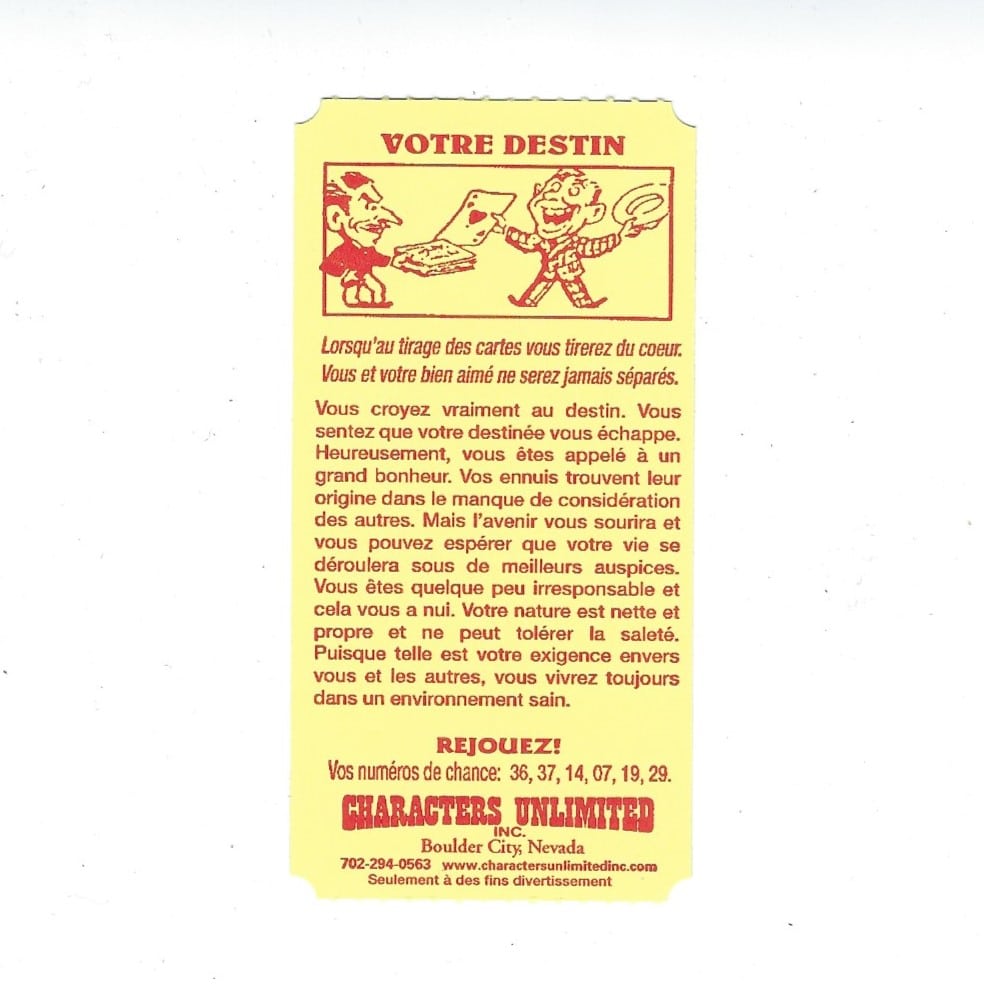 VOTRE DESTIN
Lorsqu'au tirage des cartes vous tirerez du coeur.
Vous et votre bien aimé ne serez jamais séparés.
Vous croyez vraiment au destin. Vous
sentez que votre destinée vous échappe.
Heureusement, vous êtes appelé à un
grand bonheur. Vos ennuis trouvent leur
origine dans le manque de considération
des autres. Mais l'avenir vous sourira et
vous pouvez espérer que votre vie se
déroulera sous de meilleurs auspices.
Vous êtes quelque peu irresponsable et
cela vous a nui. Votre nature est nette et
propre et ne peut tolérer la saleté.
Puisque telle est votre exigence envers
vous et les autres, vous vivrez toujours
dans un environnement sain.
REJOUEZ!
Vos numéros de chance: 36, 37, 14, 07, 19, 29.
CHARACTERS UNLIMITED
INC.
Boulder City, Nevada
702-294-0563 www.charactersunlimitedinc.com
Seulement à des fins divertissement